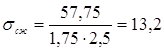 σсж = 57,75 / (1,75·2,5) = 13,2